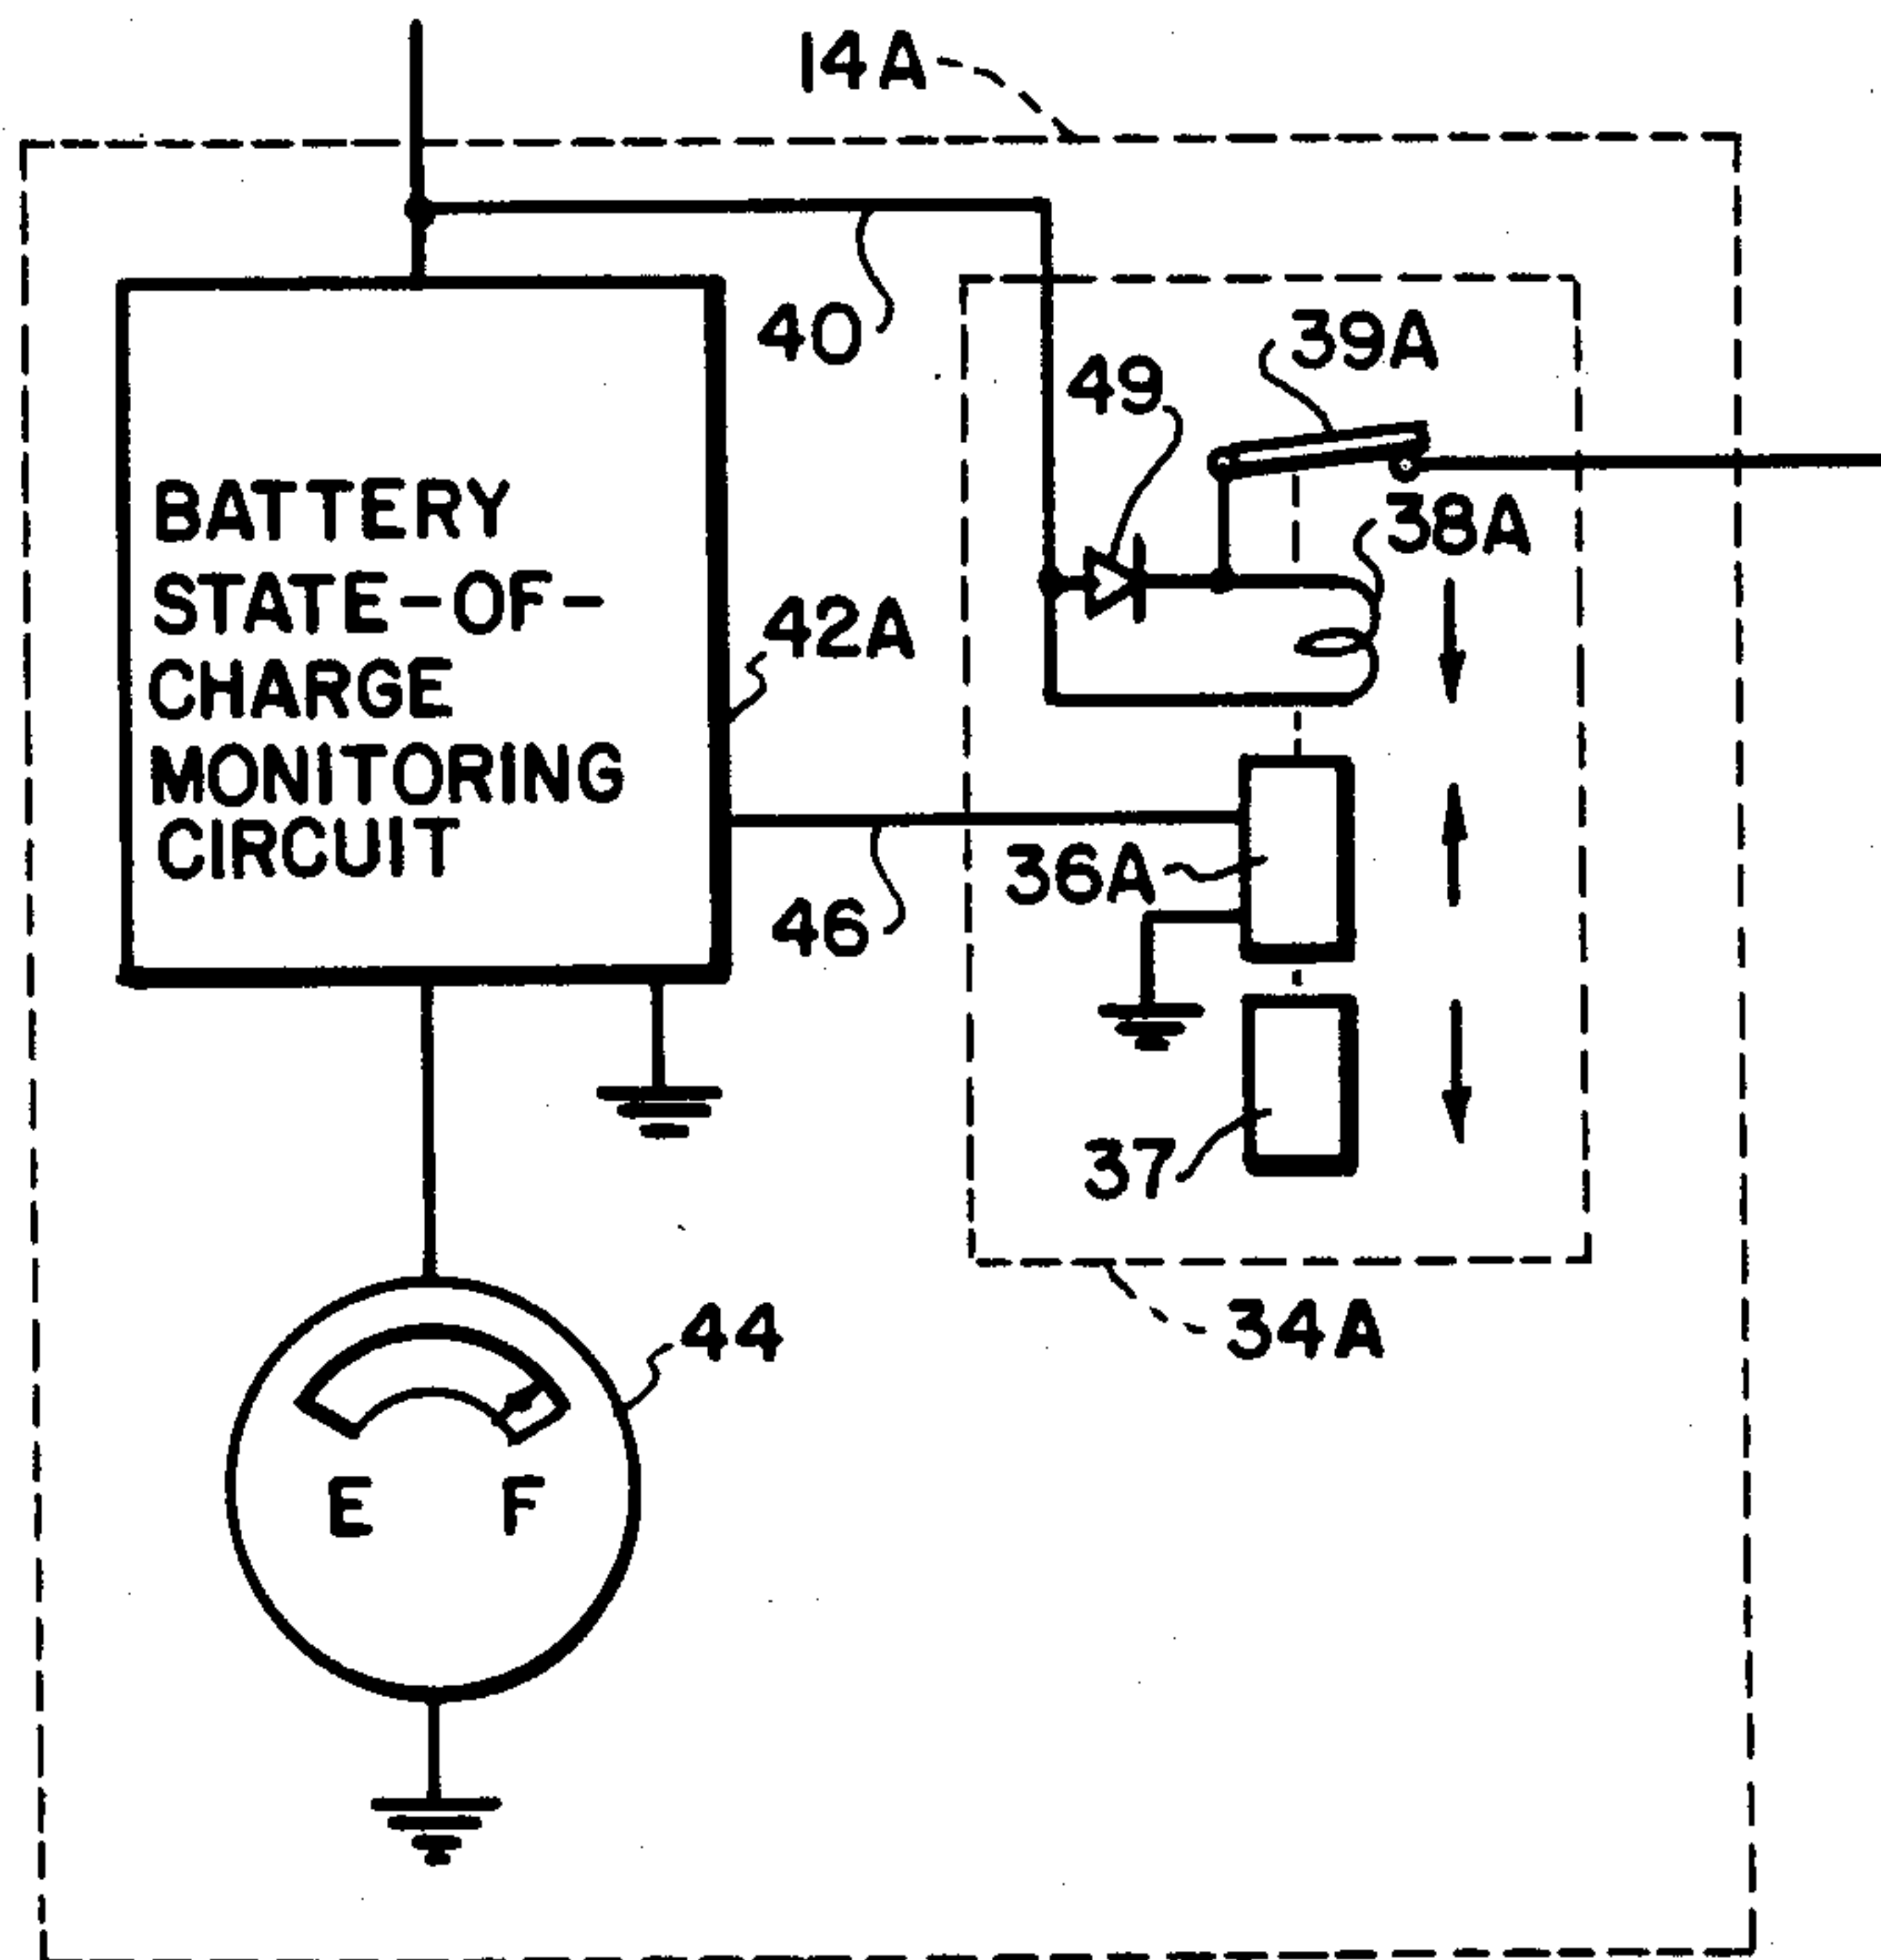 14A
40
39A
49
38A
BATTERY
STATE-OF-
CHARGE
MONITORING
CIRCUIT
42A
36A
46
37
34A
44
E F